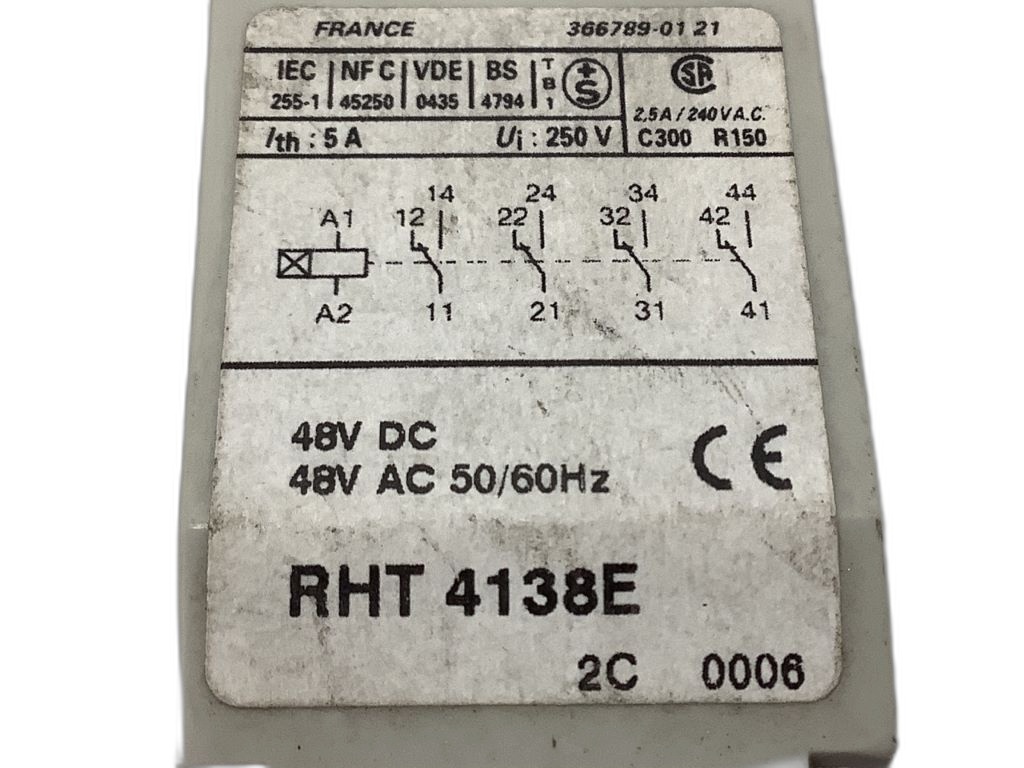 FRANCE 366789-01 21
IEC NF C VDE BS TB1 +S SA
255-1 45250 0435 4794 2,5A / 240V A.C.
Ith : 5 A Ui : 250 V C300 R150
14 24 34 44
A1 12 22 32 42
A2 11 21 31 41
48V DC
48V AC 50/60Hz CE
RHT 4138E
2C 0006